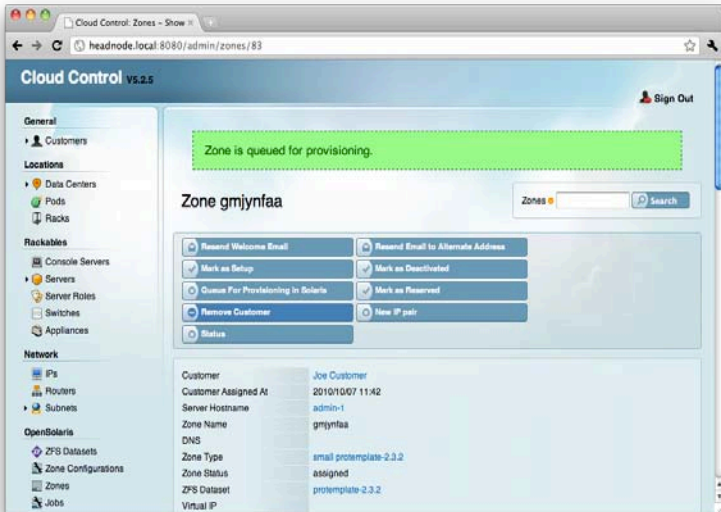 Cloud Control: Zones – Show
headnode.local:8080/admin/zones/83
Cloud Control V5.2.5
Sign Out
General
Customers
Locations
Data Centers
Pods
Racks
Rackables
Console Servers
Servers
Server Roles
Switches
Appliances
Network
IPs
Routers
Subnets
OpenSolaris
ZFS Datasets
Zone Configurations
Zones
Jobs
Zone is queued for provisioning.
Zone gmjynfaa
Zones
Search
Resend Welcome Email
Resend Email to Alternate Address
Mark as Setup
Mark as Deactivated
Queue For Provisioning in Solaris
Mark as Reserved
Remove Customer
New IP pair
Status
Customer Joe Customer
Customer Assigned At 2010/10/07 11:42
Server Hostname admin-1
Zone Name gmjynfaa
DNS
Zone Type small protemplate-2.3.2
Zone Status assigned
ZFS Dataset protemplate-2.3.2
Virtual IP